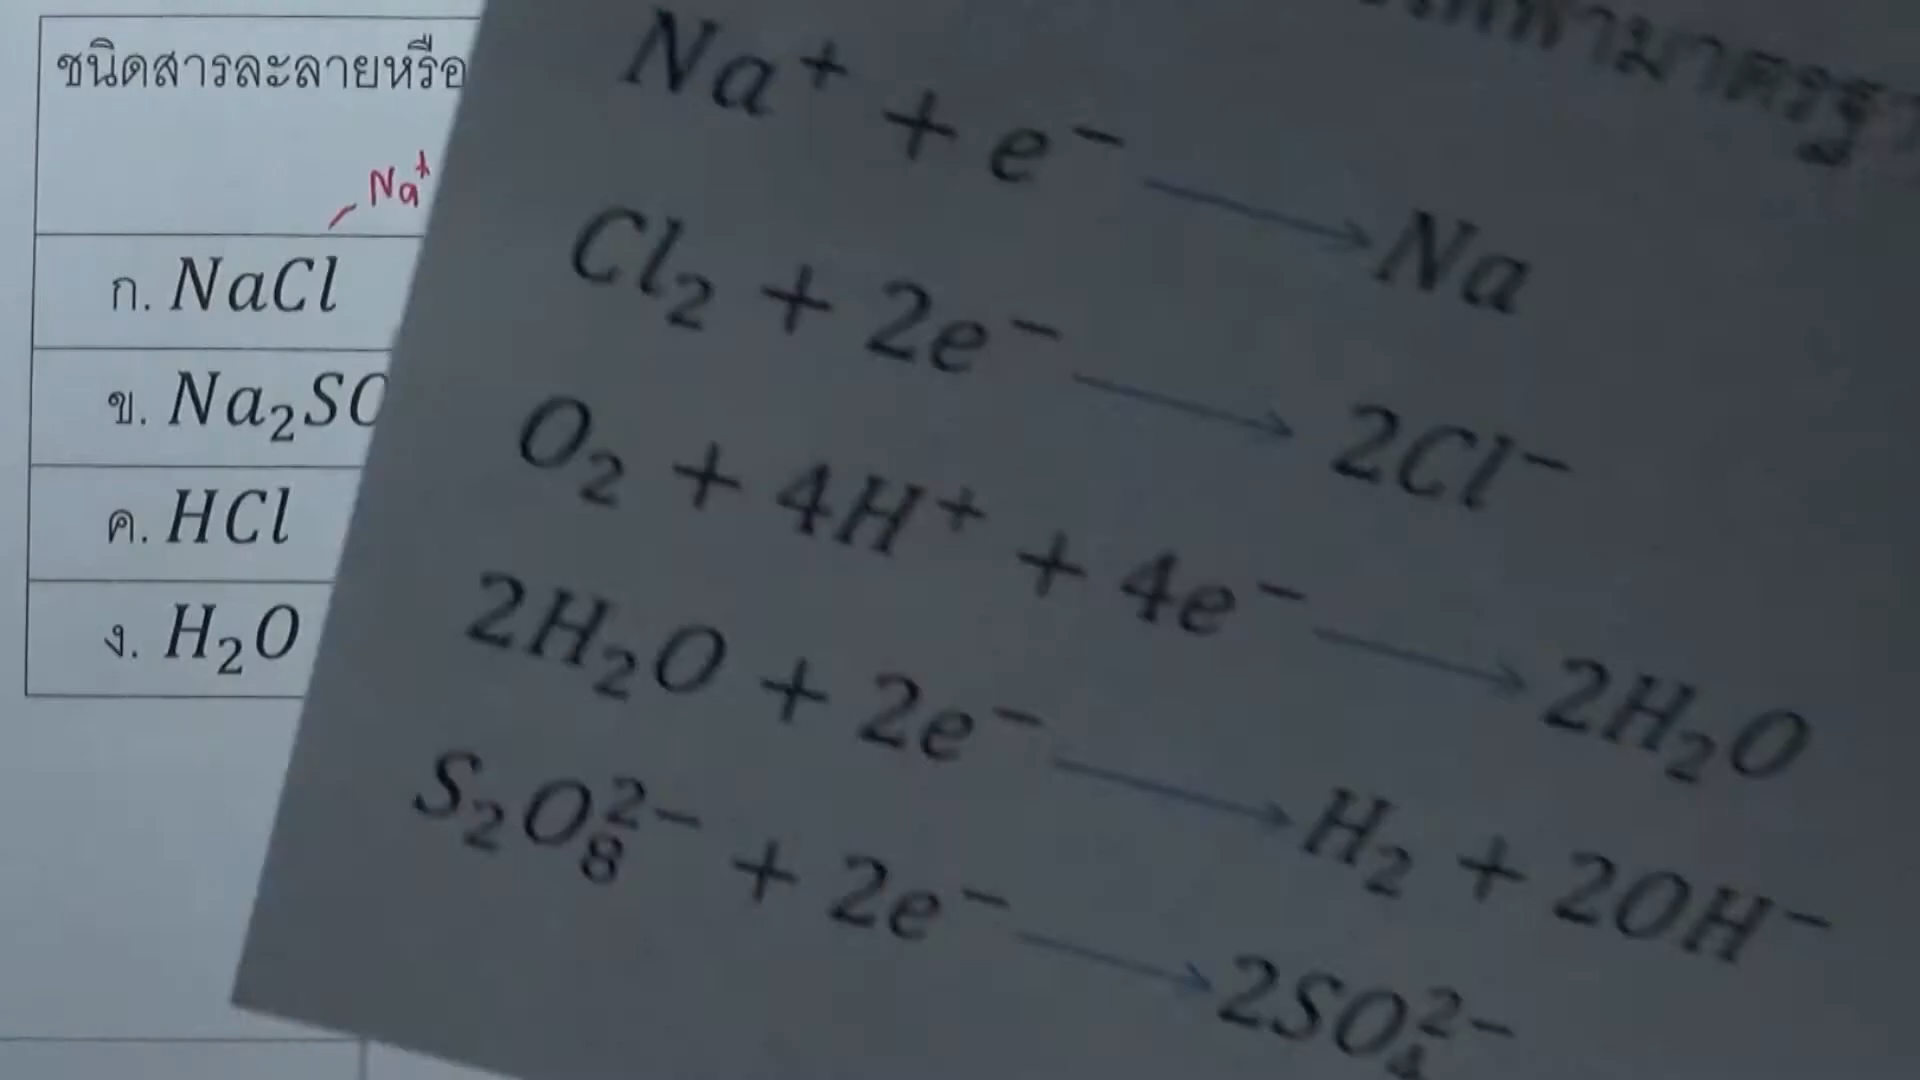 ชนิดสารละลายหรือ
Na⁺
ก. NaCl
ข. Na₂SO
ค. HCl
ง. H₂O
Na⁺ + e⁻ → Na
Cl₂ + 2e⁻ → 2Cl⁻
O₂ + 4H⁺ + 4e⁻ → 2H₂O
2H₂O + 2e⁻ → H₂ + 2OH⁻
S₂O₈²⁻ + 2e⁻ → 2SO₄²⁻